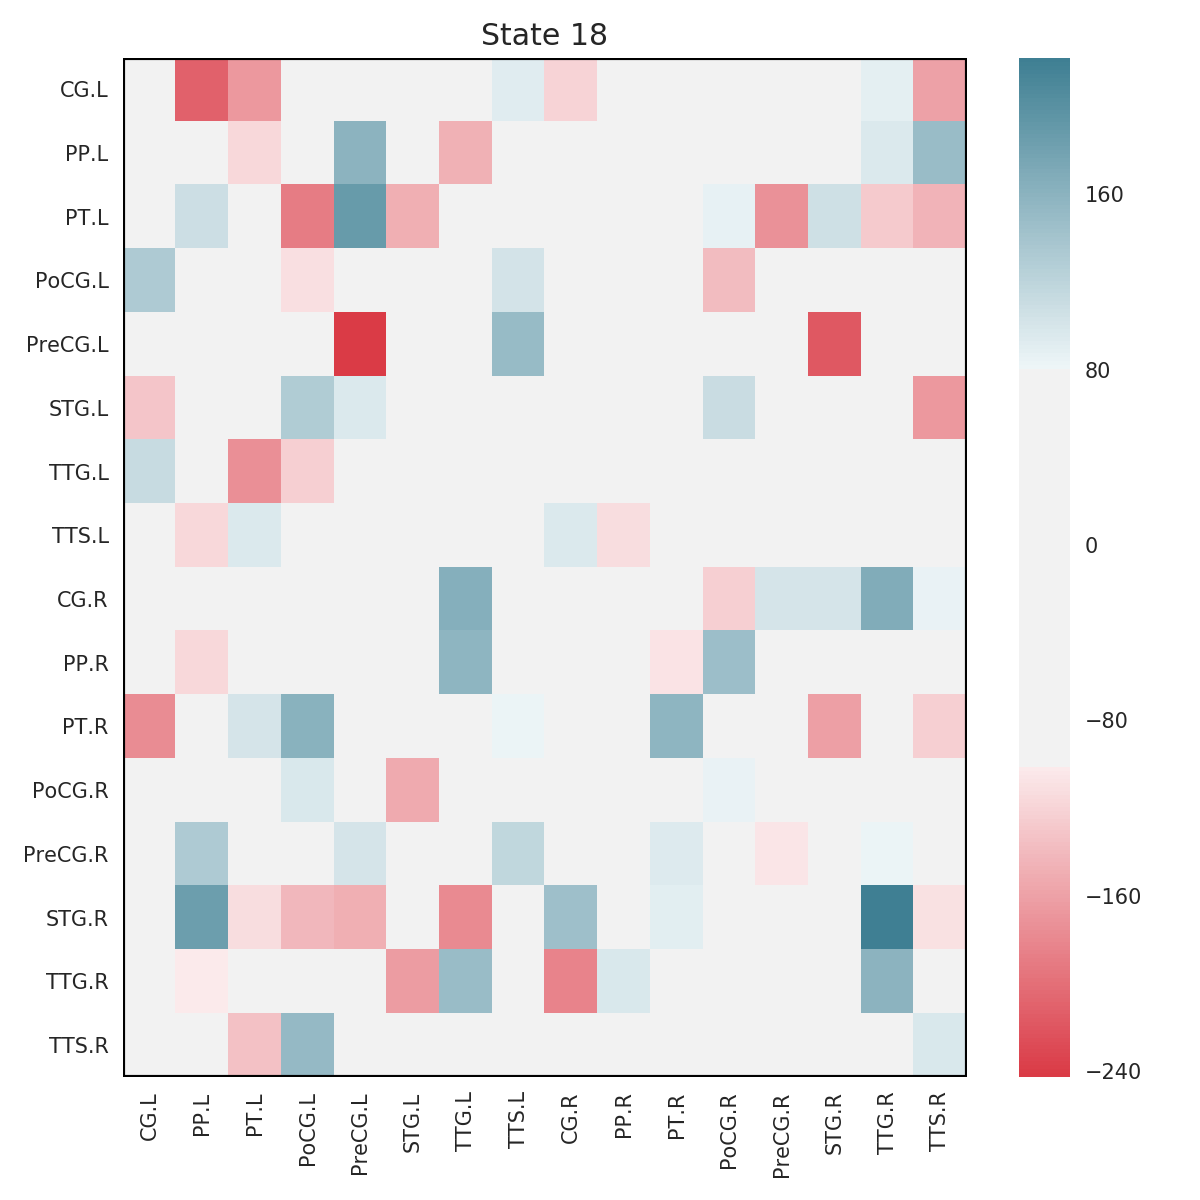 State 18
CG.L
PP.L
PT.L
PoCG.L
PreCG.L
STG.L
TTG.L
TTS.L
CG.R
PP.R
PT.R
PoCG.R
PreCG.R
STG.R
TTG.R
TTS.R
CG.L
PP.L
PT.L
PoCG.L
PreCG.L
STG.L
TTG.L
TTS.L
CG.R
PP.R
PT.R
PoCG.R
PreCG.R
STG.R
TTG.R
TTS.R
160
80
0
−80
−160
−240